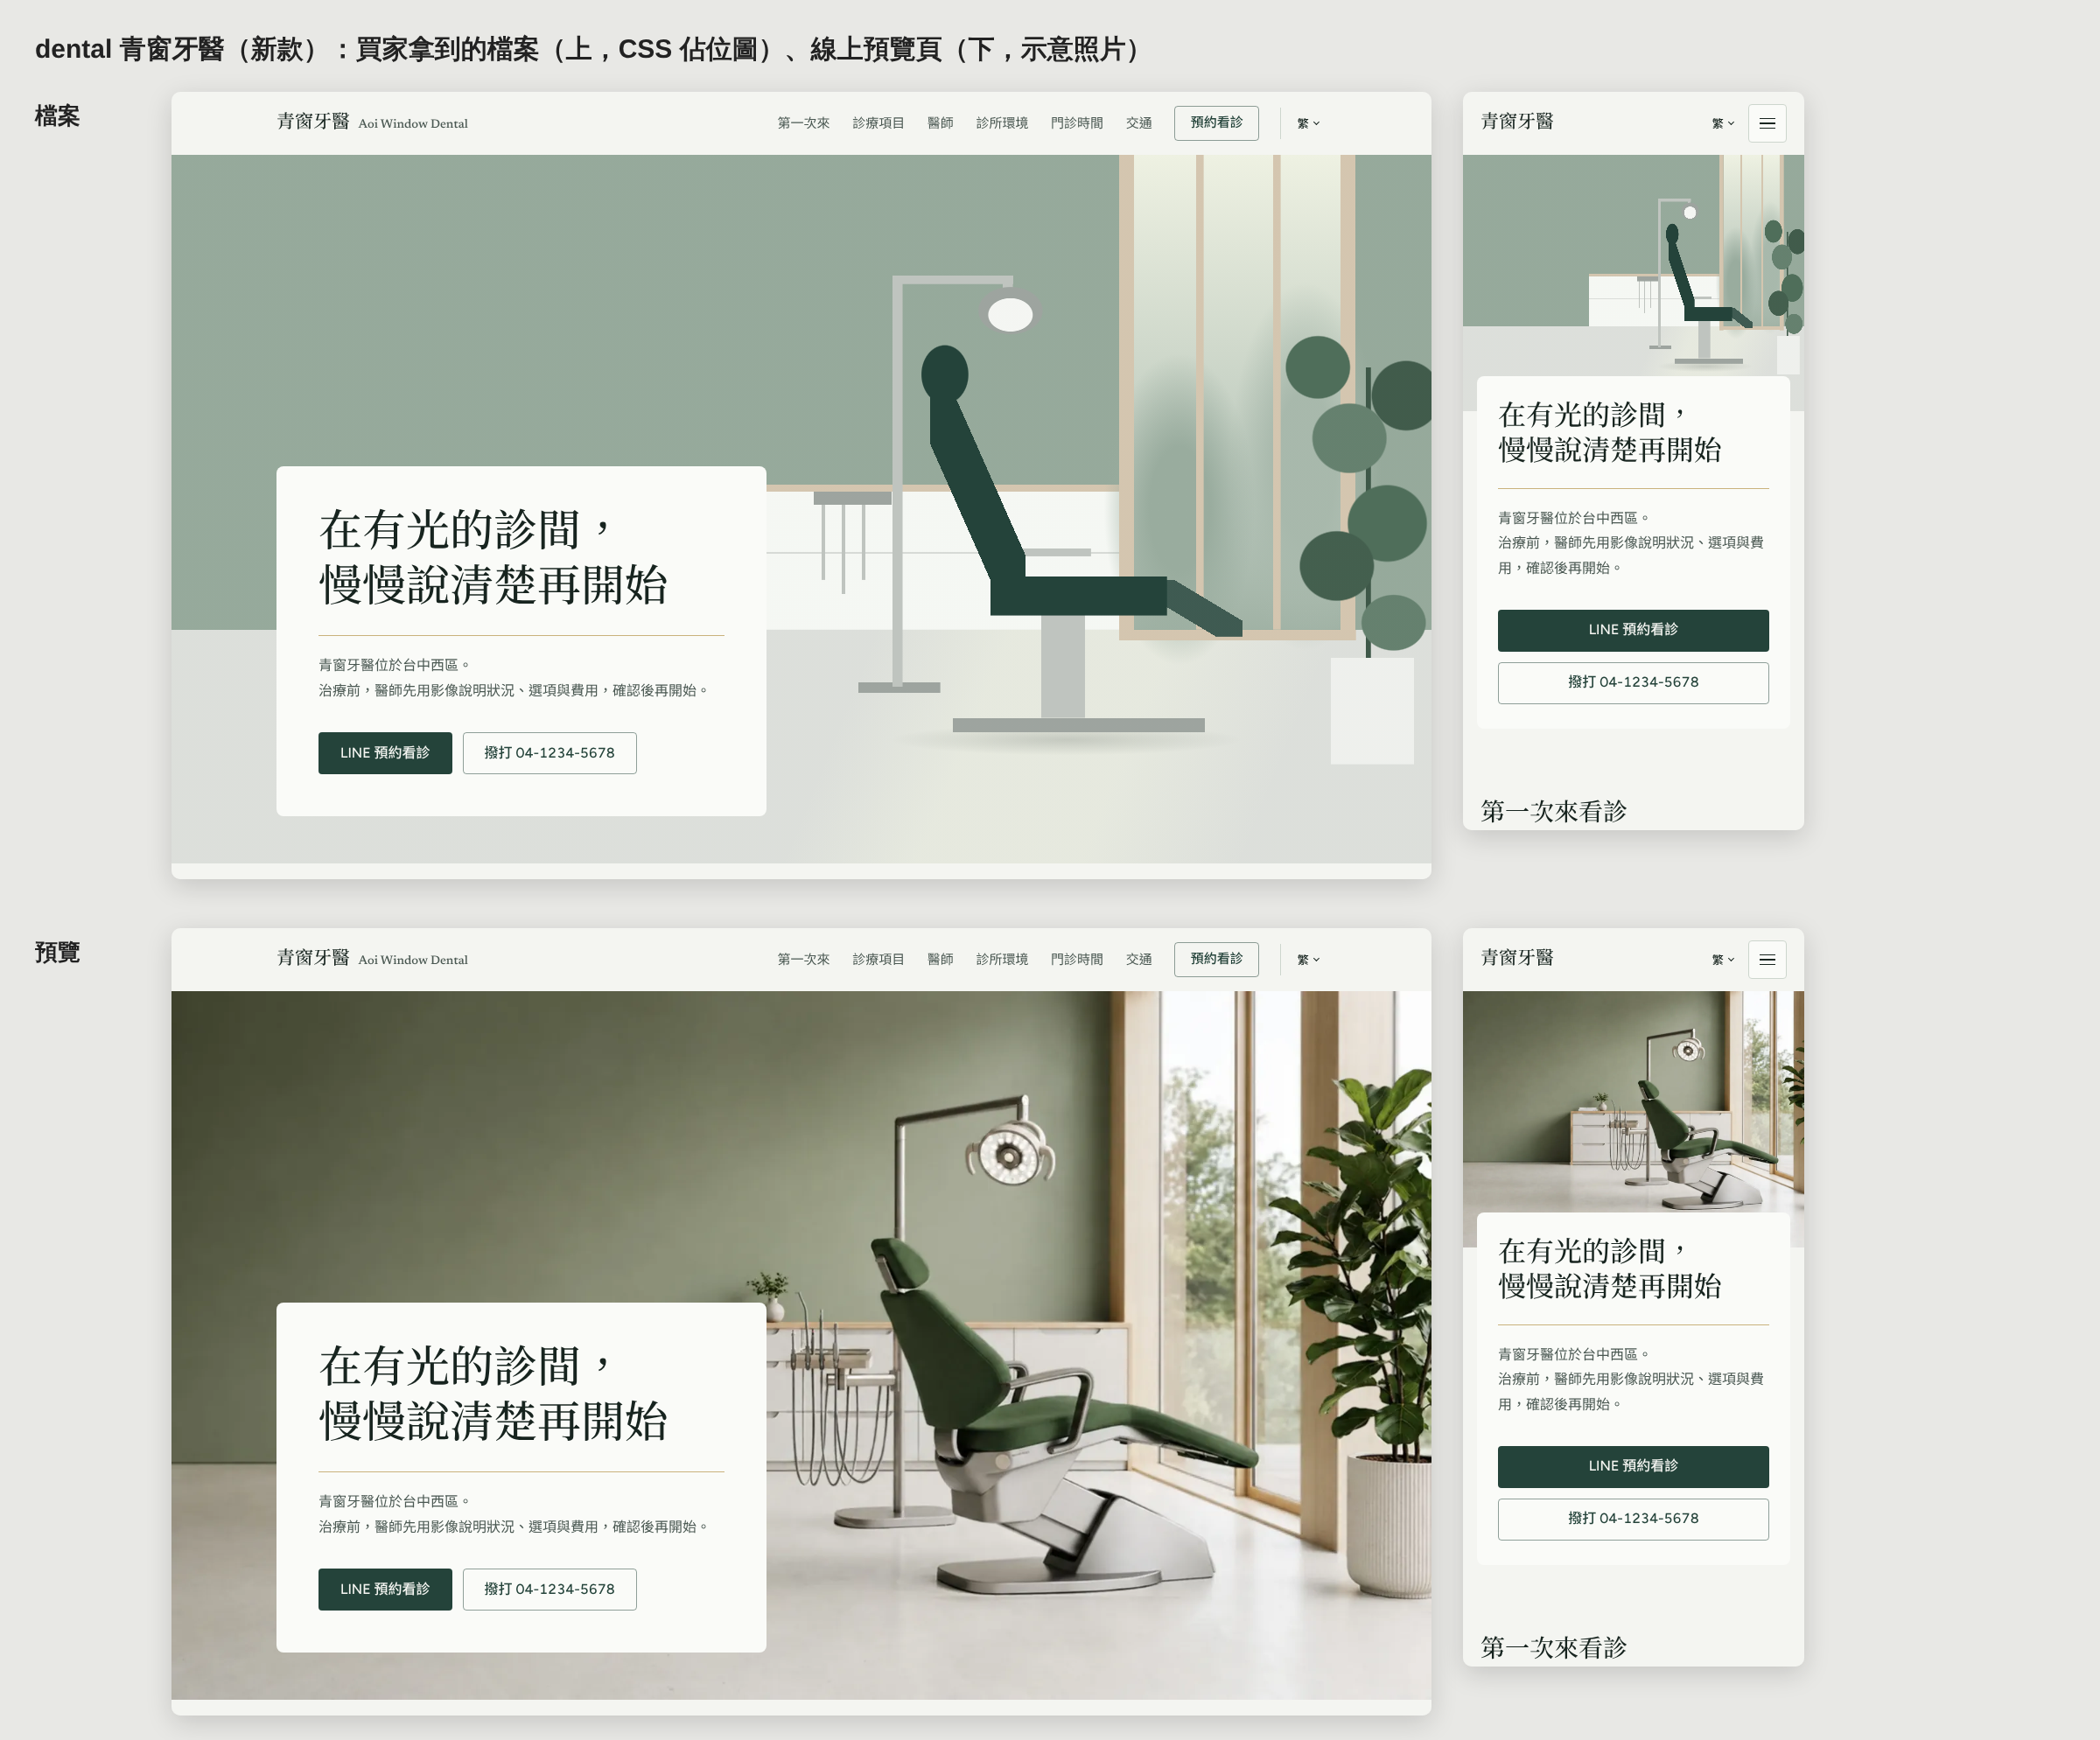 dental 青窗牙醫（新款）：買家拿到的檔案（上，CSS 佔位圖）、線上預覽頁（下，示意照片）
檔案
青窗牙醫 Aoi Window Dental
第一次來 診療項目 醫師 診所環境 門診時間 交通 預約看診 繁
在有光的診間，
慢慢說清楚再開始
青窗牙醫位於台中西區。
治療前，醫師先用影像說明狀況、選項與費用，確認後再開始。
LINE 預約看診 撥打 04-1234-5678
青窗牙醫 繁
在有光的診間，
慢慢說清楚再開始
青窗牙醫位於台中西區。
治療前，醫師先用影像說明狀況、選項與費
用，確認後再開始。
LINE 預約看診
撥打 04-1234-5678
第一次來看診
預覽
青窗牙醫 Aoi Window Dental
第一次來 診療項目 醫師 診所環境 門診時間 交通 預約看診 繁
在有光的診間，
慢慢說清楚再開始
青窗牙醫位於台中西區。
治療前，醫師先用影像說明狀況、選項與費用，確認後再開始。
LINE 預約看診 撥打 04-1234-5678
青窗牙醫 繁
在有光的診間，
慢慢說清楚再開始
青窗牙醫位於台中西區。
治療前，醫師先用影像說明狀況、選項與費
用，確認後再開始。
LINE 預約看診
撥打 04-1234-5678
第一次來看診